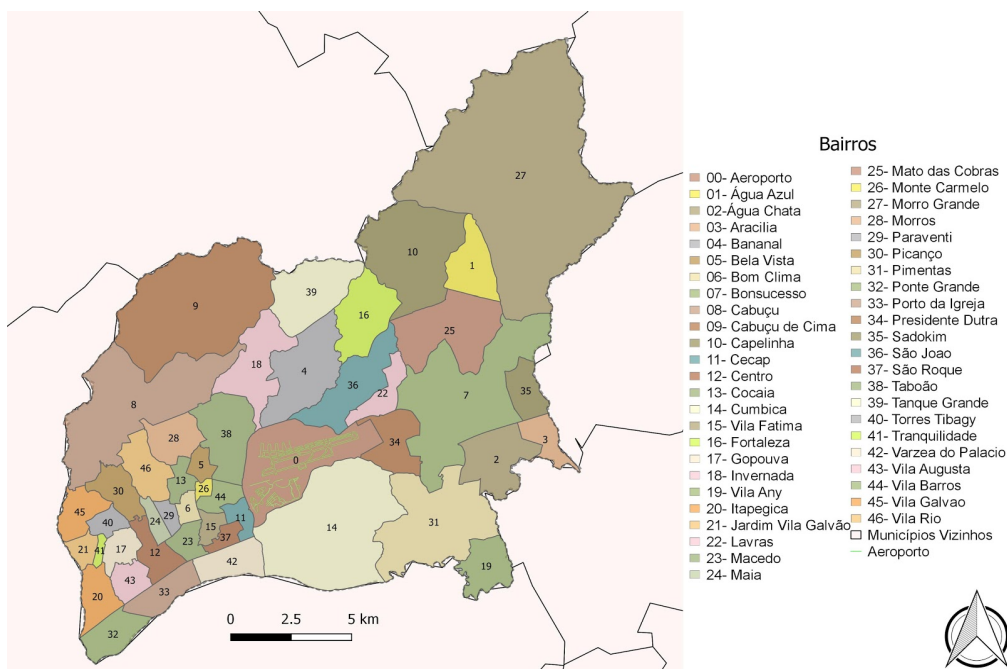 27
10
1
39
9
16
25
18
4
36
22
7
35
8
28
38
34
3
0
2
46
5
13
26
30
44
45
6
40
24
29
15
11
14
31
21
41
17
12
23
37
42
19
43
20
33
32
0 2.5 5 km
Bairros
00- Aeroporto
01- Água Azul
02-Água Chata
03- Aracilia
04- Bananal
05- Bela Vista
06- Bom Clima
07- Bonsucesso
08- Cabuçu
09- Cabuçu de Cima
10- Capelinha
11- Cecap
12- Centro
13- Cocaia
14- Cumbica
15- Vila Fatima
16- Fortaleza
17- Gopouva
18- Invernada
19- Vila Any
20- Itapegica
21- Jardim Vila Galvão
22- Lavras
23- Macedo
24- Maia
25- Mato das Cobras
26- Monte Carmelo
27- Morro Grande
28- Morros
29- Paraventi
30- Picanço
31- Pimentas
32- Ponte Grande
33- Porto da Igreja
34- Presidente Dutra
35- Sadokim
36- São Joao
37- São Roque
38- Taboão
39- Tanque Grande
40- Torres Tibagy
41- Tranquilidade
42- Varzea do Palacio
43- Vila Augusta
44- Vila Barros
45- Vila Galvao
46- Vila Rio
Municípios Vizinhos
Aeroporto